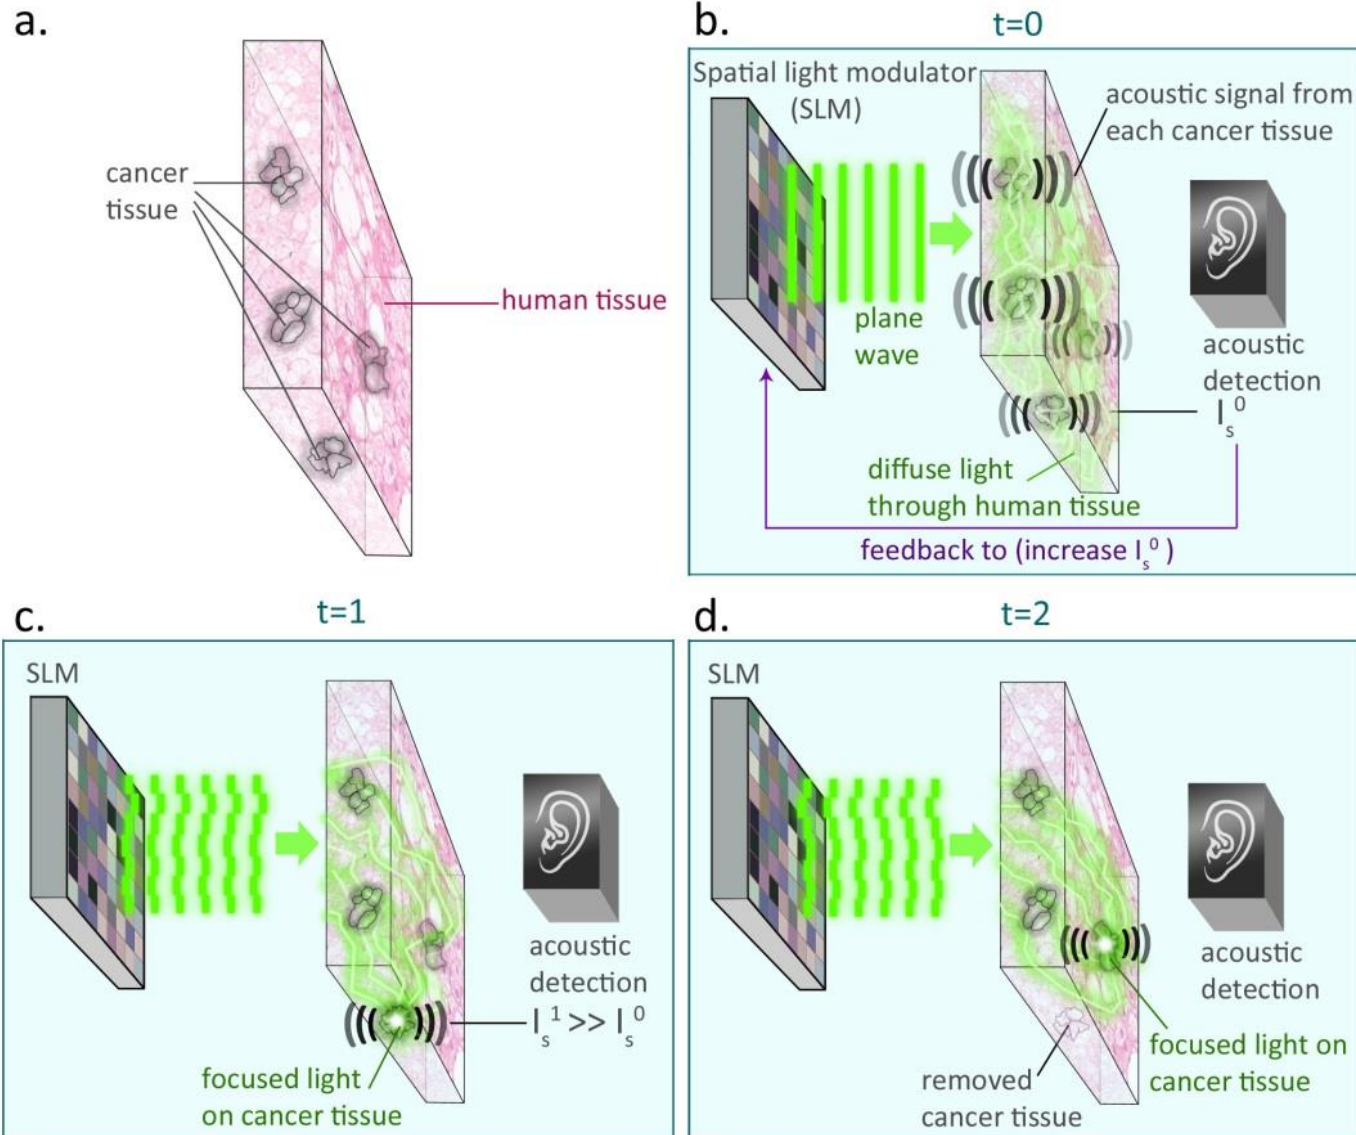 a.
cancer
tissue
human tissue
b.
t=0
Spatial light modulator
(SLM)
acoustic signal from
each cancer tissue
plane
wave
acoustic
detection
I_s^0
diffuse light
through human tissue
feedback to (increase I_s^0 )
c.
t=1
SLM
acoustic
detection
I_s^1 >> I_s^0
focused light
on cancer tissue
d.
t=2
SLM
acoustic
detection
focused light on
cancer tissue
removed
cancer tissue